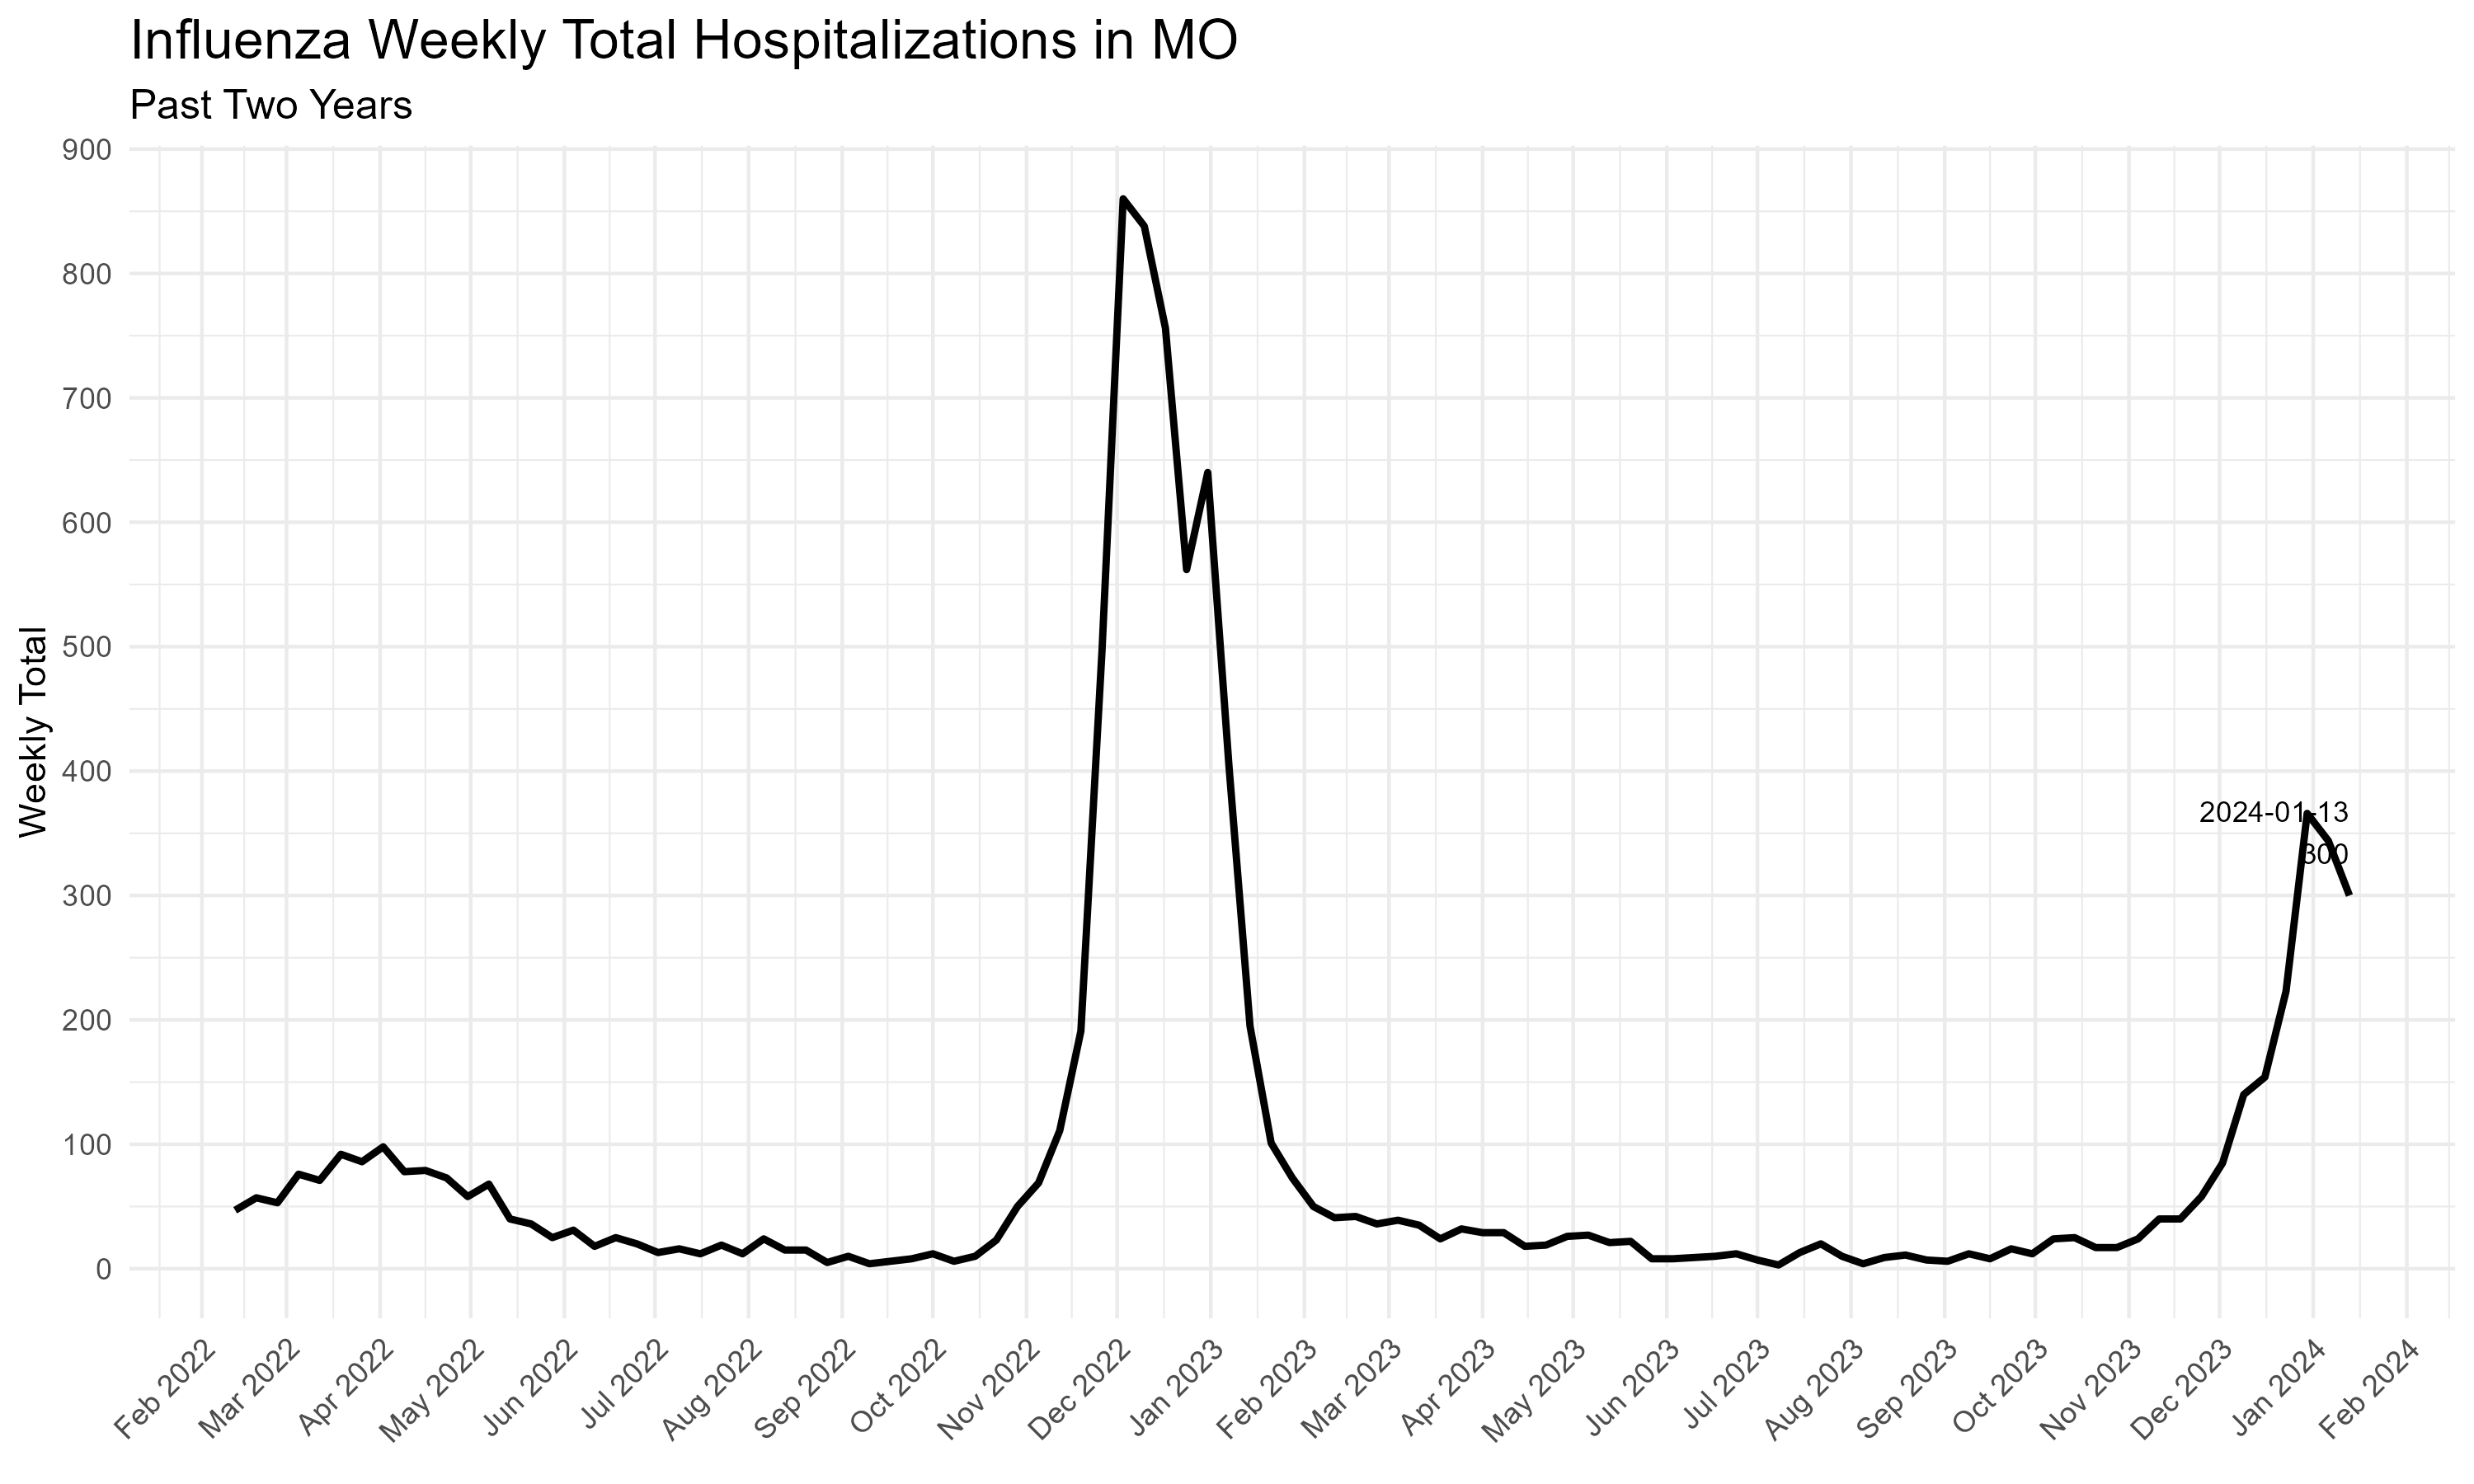 Influenza Weekly Total Hospitalizations in MO
Past Two Years
Weekly Total
900
800
700
600
500
400
300
200
100
0
2024-01-13
300
Feb 2022
Mar 2022
Apr 2022
May 2022
Jun 2022
Jul 2022
Aug 2022
Sep 2022
Oct 2022
Nov 2022
Dec 2022
Jan 2023
Feb 2023
Mar 2023
Apr 2023
May 2023
Jun 2023
Jul 2023
Aug 2023
Sep 2023
Oct 2023
Nov 2023
Dec 2023
Jan 2024
Feb 2024